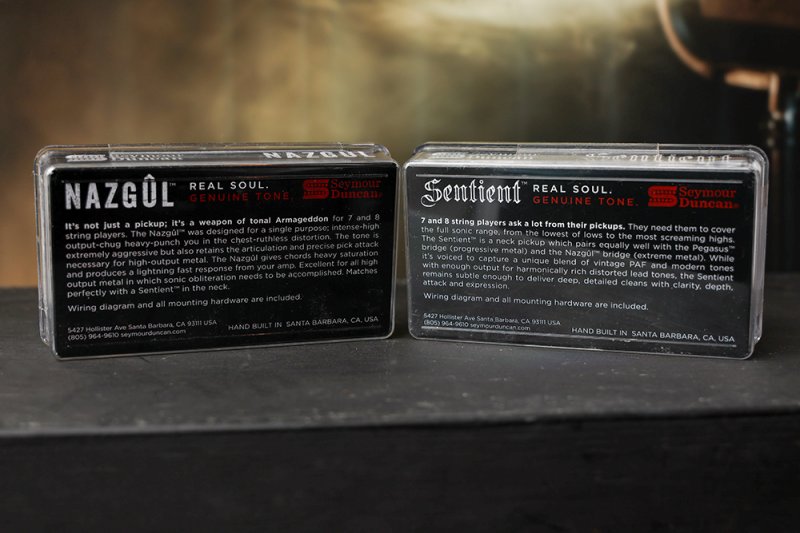 NAZGÛL
NAZGÛL™
REAL SOUL.
GENUINE TONE.
Seymour
Duncan®
It's not just a pickup; it's a weapon of tonal Armageddon for 7 and 8
string players. The Nazgûl™ was designed for a single purpose; intense-high
output-chug heavy-punch you in the chest-ruthless distortion. The tone is
extremely aggressive but also retains the articulation and precise pick attack
necessary for high-output metal. The Nazgûl gives chords heavy saturation
and produces a lightning fast response from your amp. Excellent for all high
output metal in which sonic obliteration needs to be accomplished. Matches
perfectly with a Sentient™ in the neck.
Wiring diagram and all mounting hardware are included.
5427 Hollister Ave Santa Barbara, CA 93111 USA
(805) 964-9610 seymourduncan.com
HAND BUILT IN SANTA BARBARA, CA, USA
Sentient™
REAL SOUL.
GENUINE TONE.
Seymour
Duncan®
7 and 8 string players ask a lot from their pickups. They need them to cover
the full sonic range, from the lowest of lows to the most screaming highs.
The Sentient™ is a neck pickup which pairs equally well with the Pegasus™
bridge (progressive metal) and the Nazgûl™ bridge (extreme metal). While
it's voiced to capture a unique blend of vintage PAF and modern tones
with enough output for harmonically rich distorted lead tones, the Sentient
remains subtle enough to deliver deep, detailed cleans with clarity, depth,
attack and expression.
Wiring diagram and all mounting hardware are included.
5427 Hollister Ave Santa Barbara, CA 93111 USA
(805) 964-9610 seymourduncan.com
HAND BUILT IN SANTA BARBARA, CA, USA